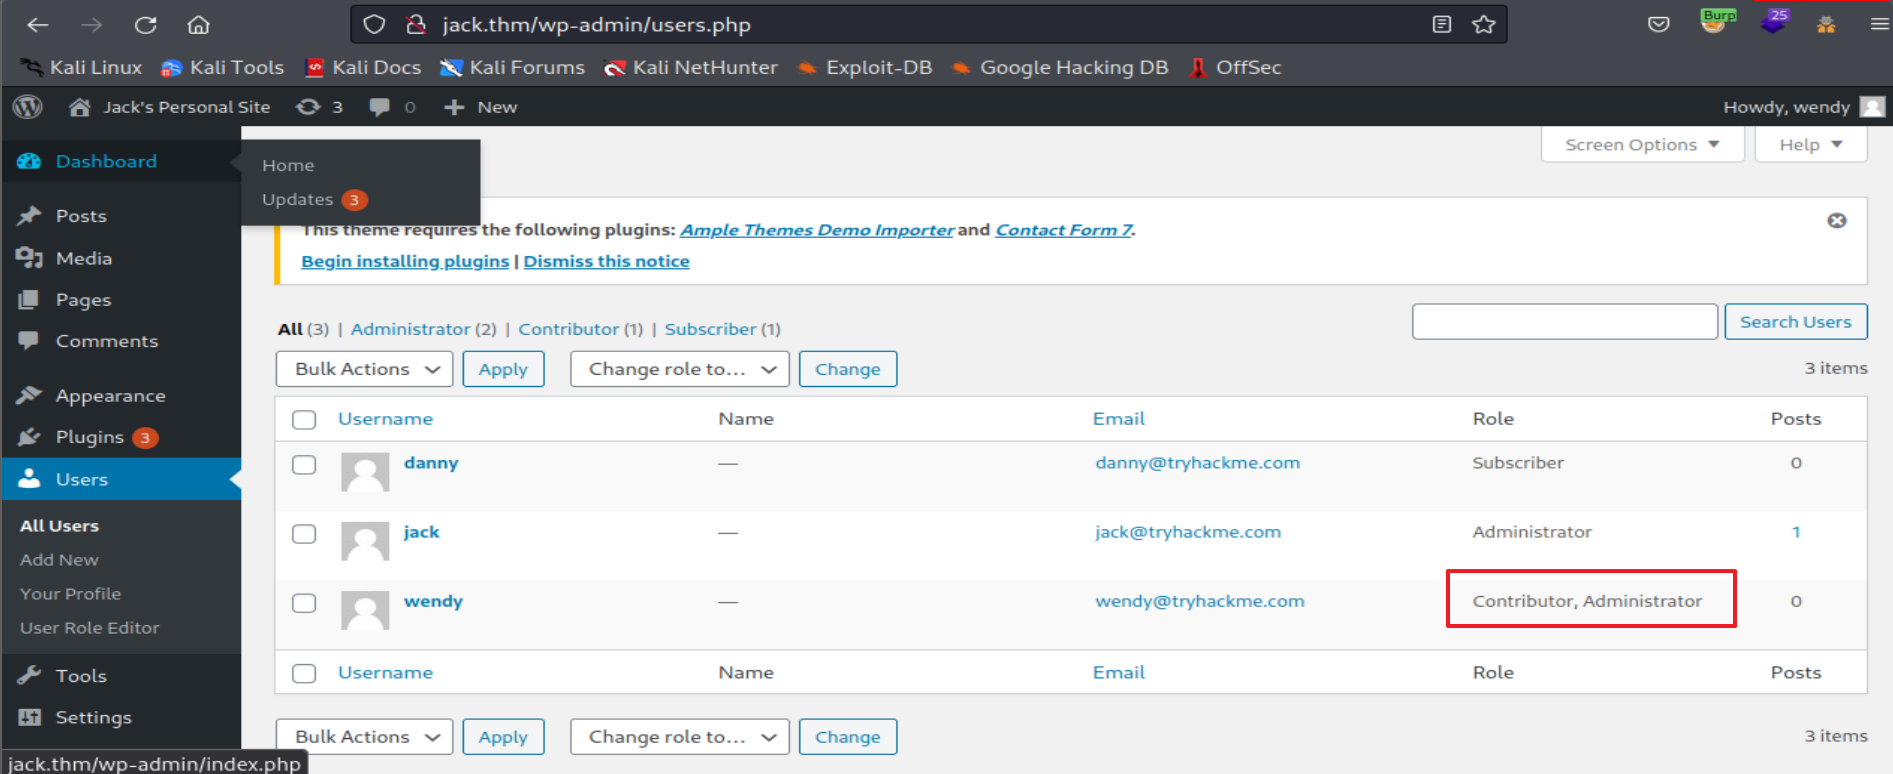 jack.thm/wp-admin/users.php
Burp
25
Kali Linux Kali Tools Kali Docs Kali Forums Kali NetHunter Exploit-DB Google Hacking DB OffSec
Jack's Personal Site 3 0 New Howdy, wendy
Dashboard
Home
Updates 3
Posts
Media
Pages
Comments
Appearance
Plugins 3
Users
All Users
Add New
Your Profile
User Role Editor
Tools
Settings
jack.thm/wp-admin/index.php
Screen Options Help
This theme requires the following plugins: Ample Themes Demo Importer and Contact Form 7.
Begin installing plugins | Dismiss this notice
All (3) | Administrator (2) | Contributor (1) | Subscriber (1)
Search Users
Bulk Actions Apply Change role to... Change 3 items
Username Name Email Role Posts
danny — danny@tryhackme.com Subscriber 0
jack — jack@tryhackme.com Administrator 1
wendy — wendy@tryhackme.com Contributor, Administrator 0
Username Name Email Role Posts
Bulk Actions Apply Change role to... Change 3 items